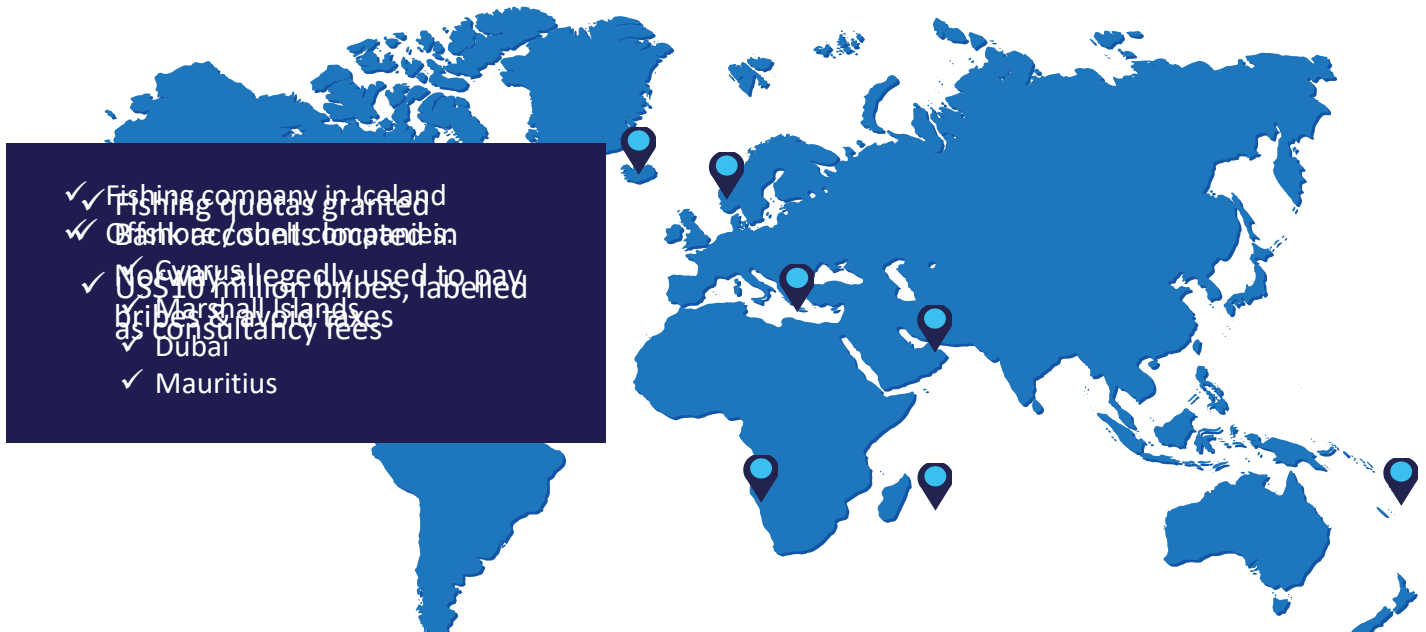 Fishing company in Iceland
Offshore / shell companies:
Cyprus
Marshall Islands
Dubai
Mauritius
Fishing quotas granted
US$10 million bribes, labelled
as consultancy fees
Bank accounts located in
Norway allegedly used to pay
bribes & avoid taxes